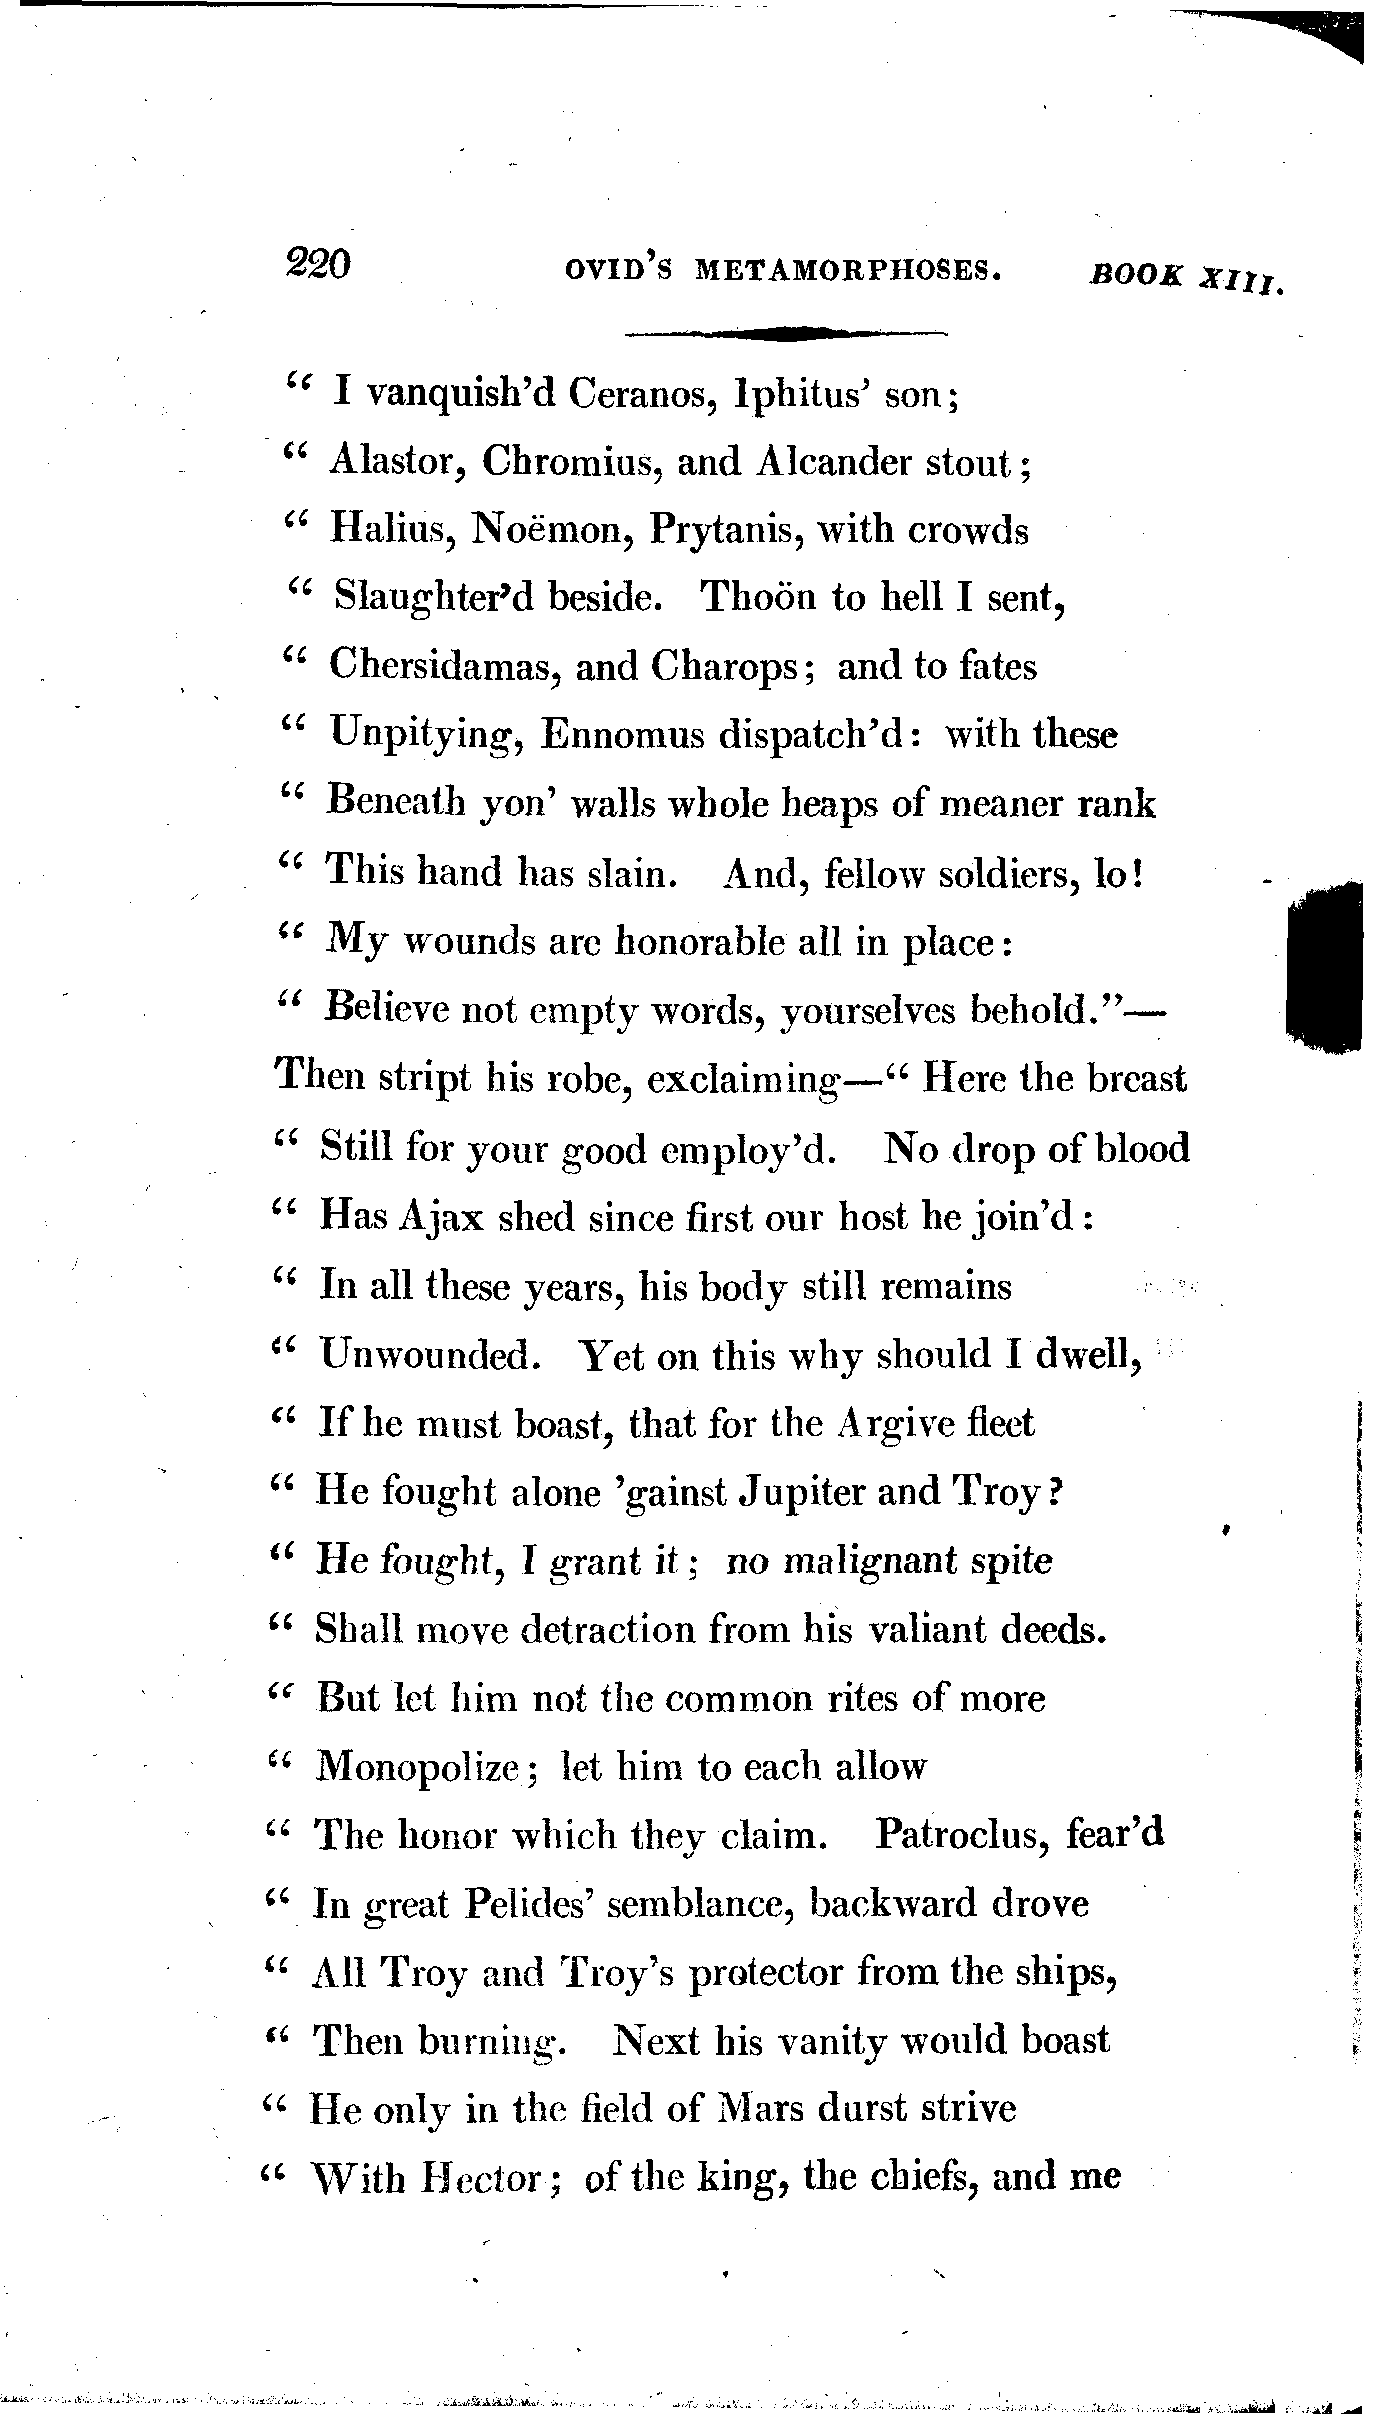 220 OVID'S METAMORPHOSES. BOOK XIII.
“ I vanquish'd Ceranos, Iphitus' son;
“ Alastor, Chromius, and Alcander stout;
“ Halius, Noëmon, Prytanis, with crowds
“ Slaughter'd beside. Thoön to hell I sent,
“ Chersidamas, and Charops; and to fates
“ Unpitying, Ennomus dispatch'd: with these
“ Beneath yon' walls whole heaps of meaner rank
“ This hand has slain. And, fellow soldiers, lo!
“ My wounds are honorable all in place:
“ Believe not empty words, yourselves behold.”—
Then stript his robe, exclaiming—“ Here the breast
“ Still for your good employ'd. No drop of blood
“ Has Ajax shed since first our host he join'd:
“ In all these years, his body still remains
“ Unwounded. Yet on this why should I dwell,
“ If he must boast, that for the Argive fleet
“ He fought alone 'gainst Jupiter and Troy?
“ He fought, I grant it; no malignant spite
“ Shall move detraction from his valiant deeds.
“ But let him not the common rites of more
“ Monopolize; let him to each allow
“ The honor which they claim. Patroclus, fear'd
“ In great Pelides' semblance, backward drove
“ All Troy and Troy's protector from the ships,
“ Then burning. Next his vanity would boast
“ He only in the field of Mars durst strive
“ With Hector; of the king, the chiefs, and me